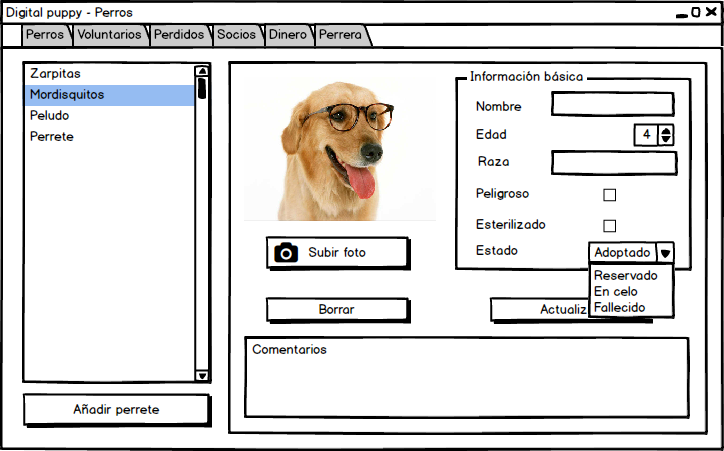 Digital puppy - Perros
Perros Voluntarios Perdidos Socios Dinero Perrera
Zarpitas
Mordisquitos
Peludo
Perrete
Añadir perrete
Subir foto
Información básica
Nombre
Edad 4
Raza
Peligroso
Esterilizado
Estado Adoptado
Reservado
En celo
Fallecido
Borrar
Actualiz
Comentarios